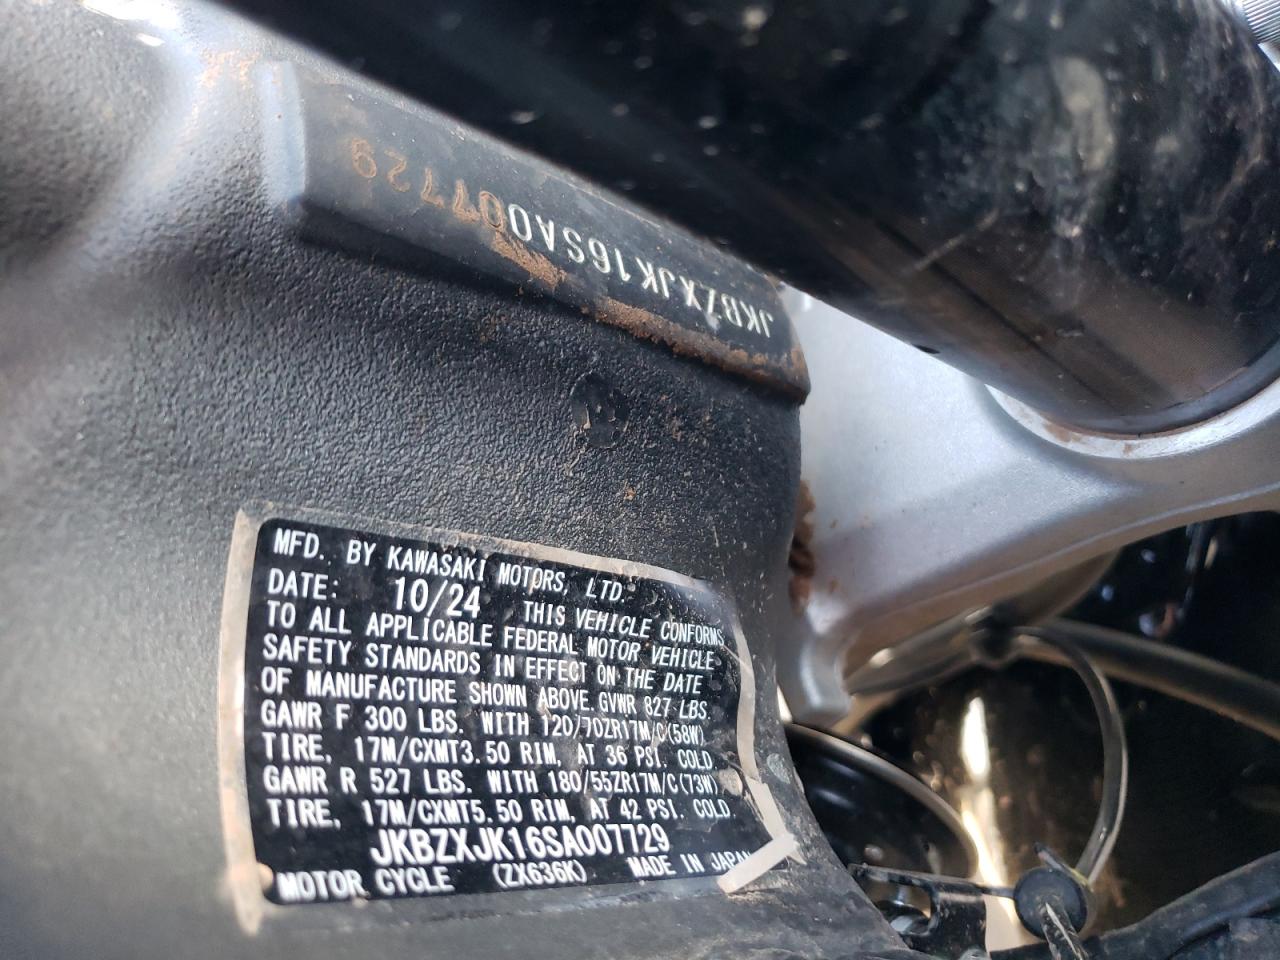 JKBZXJK16SA007729
MFD. BY KAWASAKI MOTORS, LTD.
DATE: 10/24 THIS VEHICLE CONFORMS
TO ALL APPLICABLE FEDERAL MOTOR VEHICLE
SAFETY STANDARDS IN EFFECT ON THE DATE
OF MANUFACTURE SHOWN ABOVE. GVWR 827 LBS.
GAWR F 300 LBS. WITH 120/70ZR17M/C(58W)
TIRE, 17M/CXMT3.50 RIM, AT 36 PSI. COLD.
GAWR R 527 LBS. WITH 180/55ZR17M/C(73W)
TIRE, 17M/CXMT5.50 RIM, AT 42 PSI. COLD.
JKBZXJK16SA007729
MOTOR CYCLE (ZX636K) MADE IN JAPAN